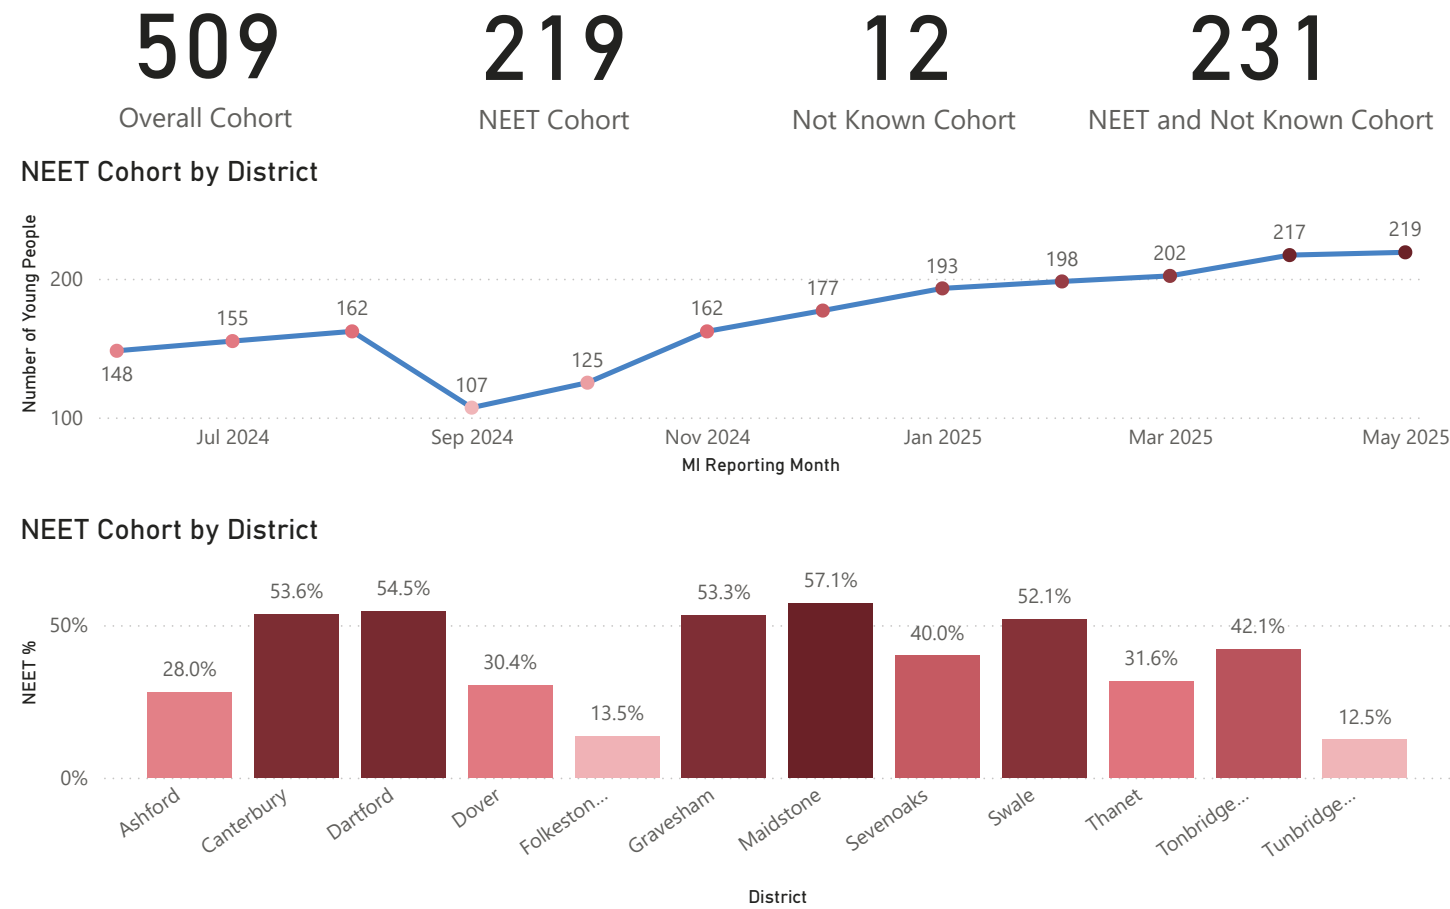 509 219 12 231
Overall Cohort NEET Cohort Not Known Cohort NEET and Not Known Cohort
NEET Cohort by District
Number of Young People
200
100
148
155
162
107
125
162
177
193
198
202
217
219
Jul 2024 Sep 2024 Nov 2024 Jan 2025 Mar 2025 May 2025
MI Reporting Month
NEET Cohort by District
NEET %
50%
0%
28.0%
53.6%
54.5%
30.4%
13.5%
53.3%
57.1%
40.0%
52.1%
31.6%
42.1%
12.5%
Ashford
Canterbury
Dartford
Dover
Folkeston...
Gravesham
Maidstone
Sevenoaks
Swale
Thanet
Tonbridge...
Tunbridge...
District